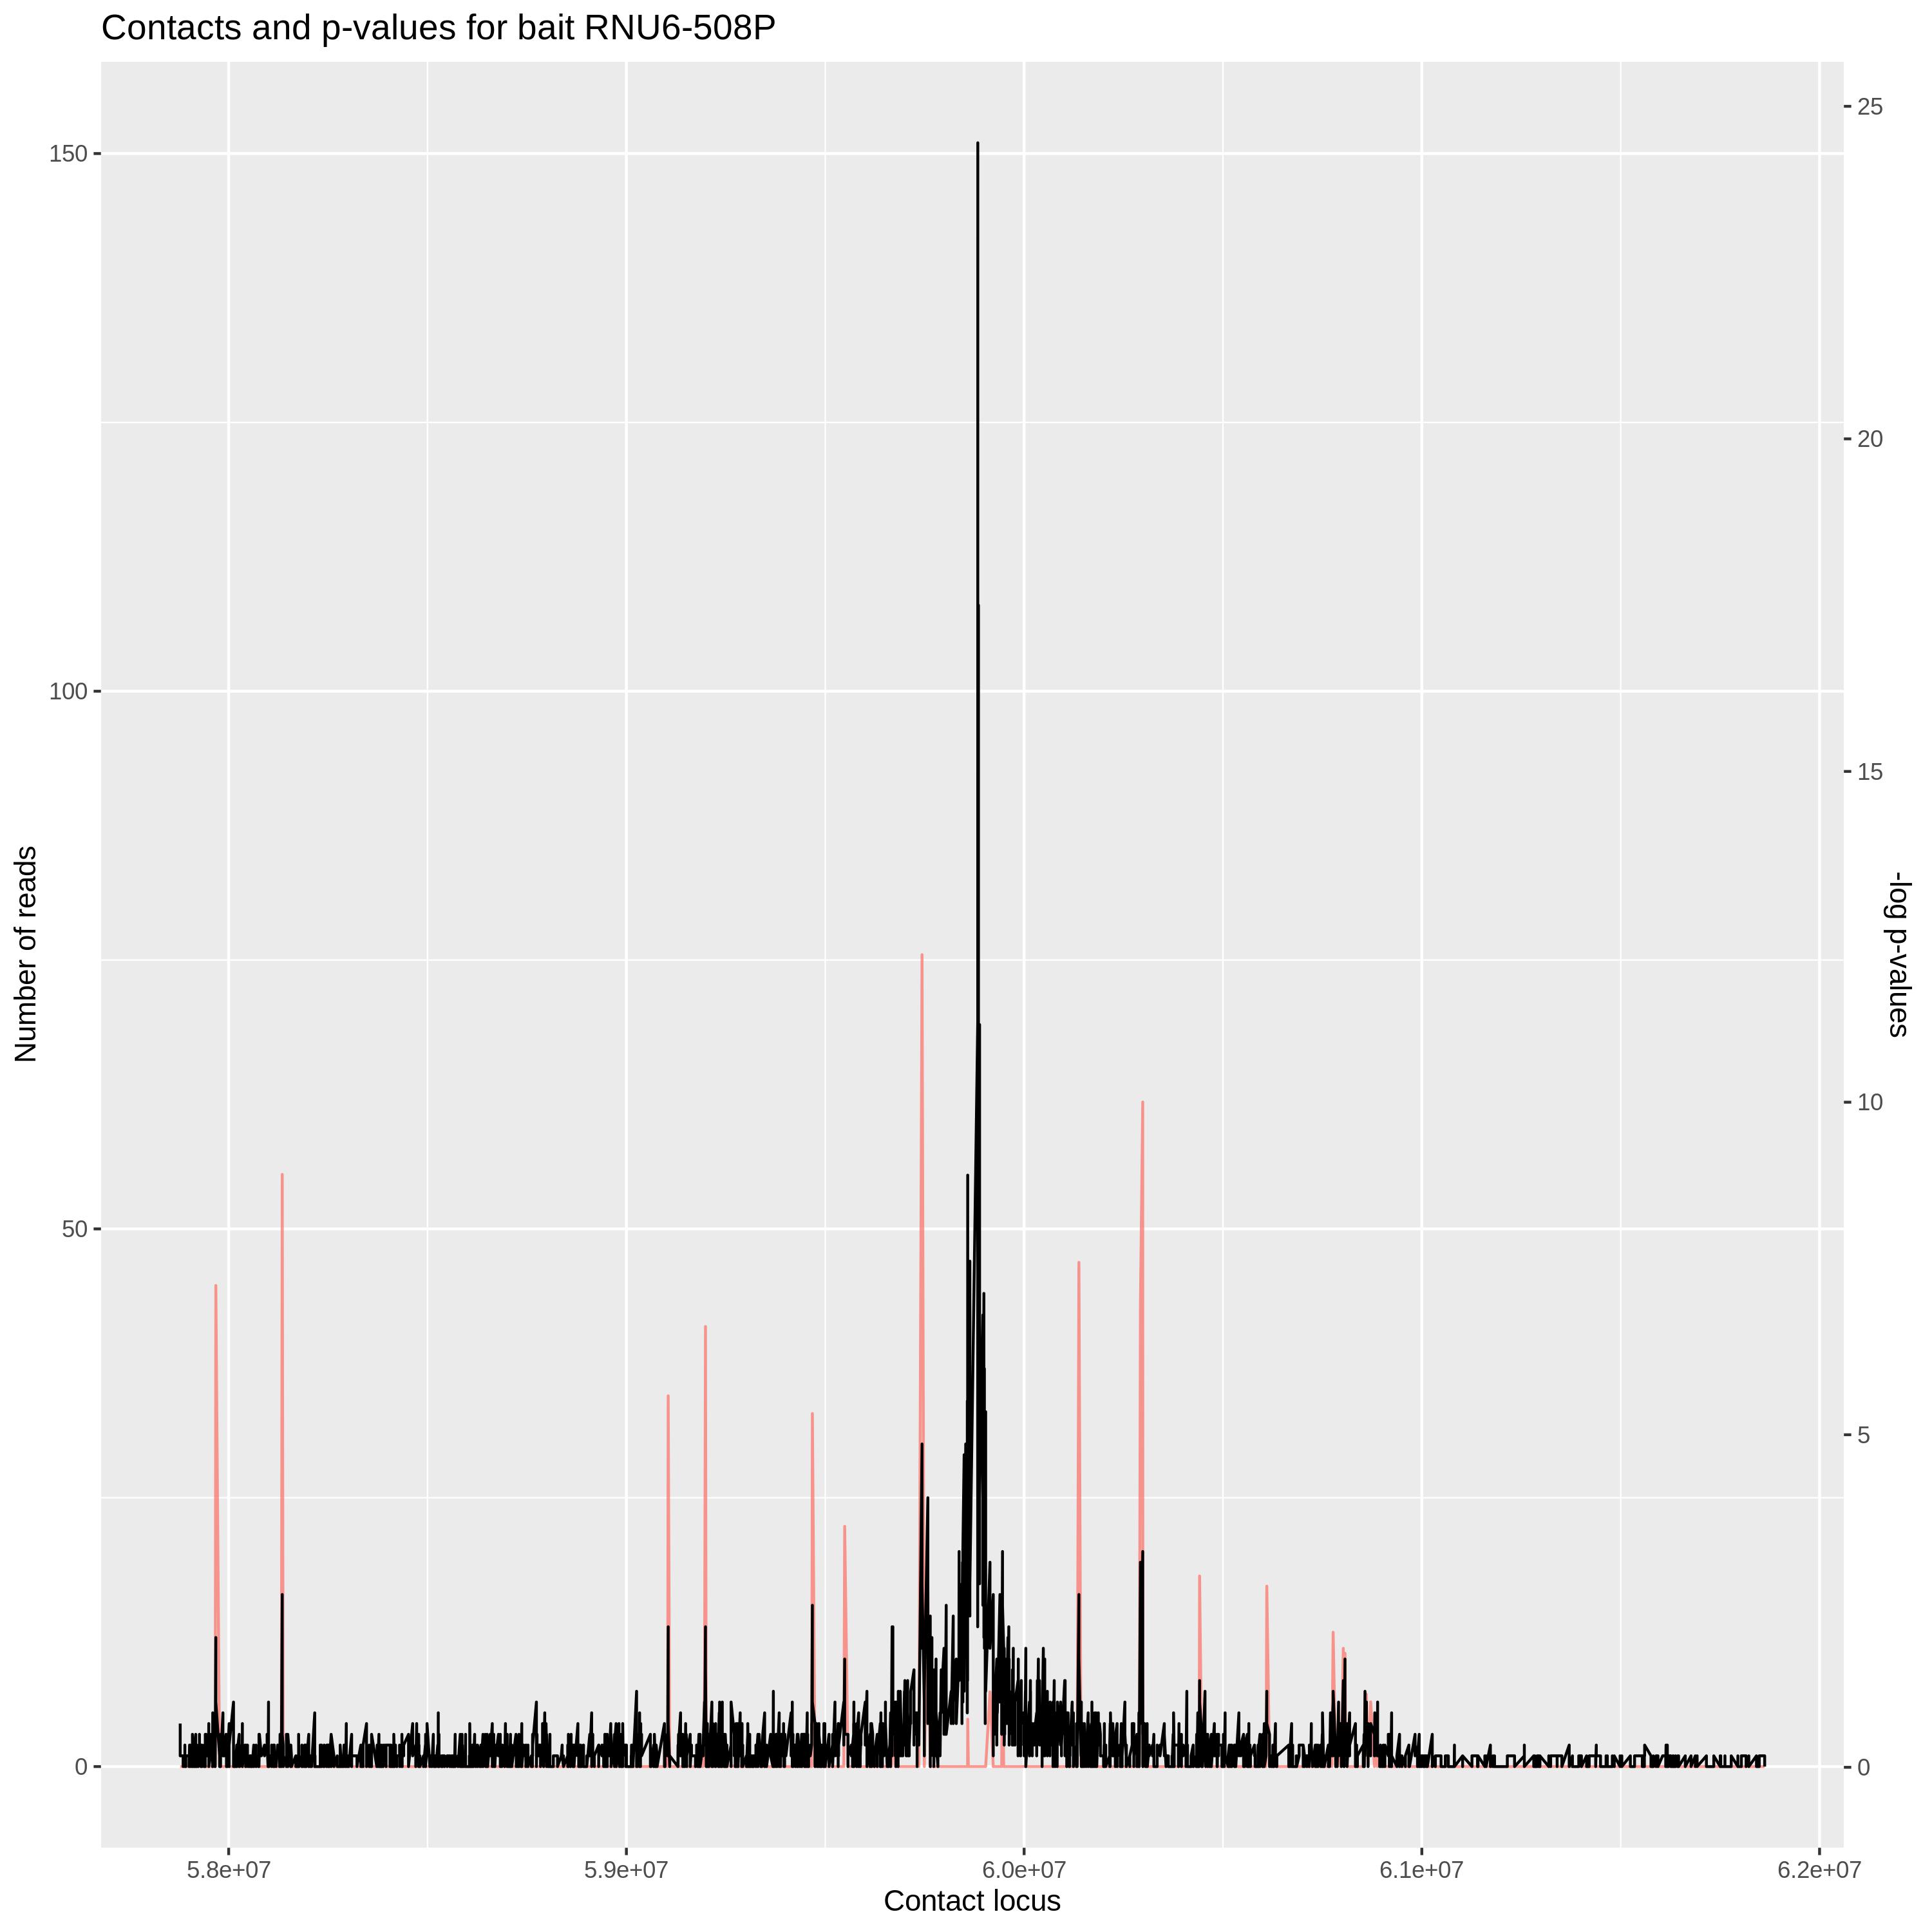 Contacts and p-values for bait RNU6-508P
150
100
50
0
Number of reads
25
20
15
10
5
0
-log p-values
5.8e+07 5.9e+07 6.0e+07 6.1e+07 6.2e+07
Contact locus